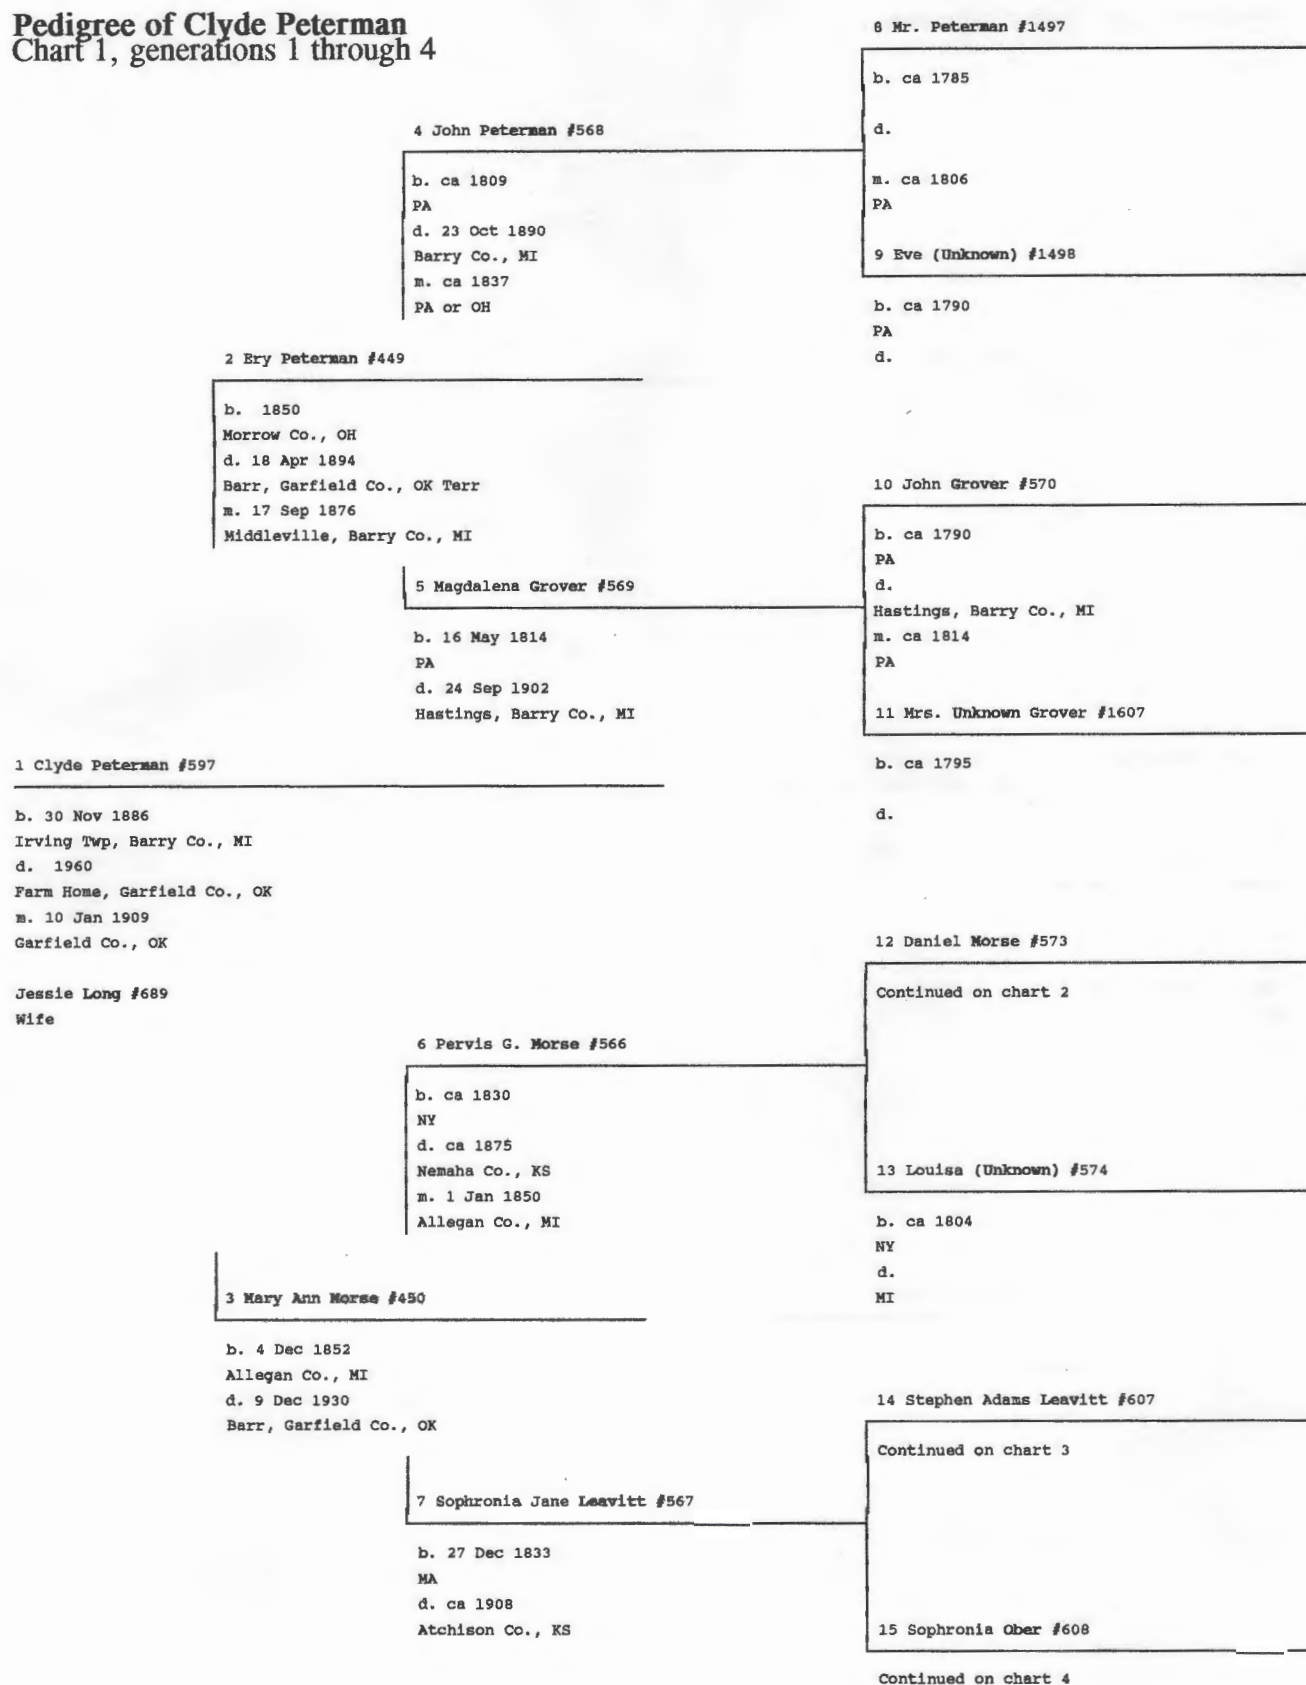 Pedigree of Clyde Peterman
Chart 1, generations 1 through 4
8 Mr. Peterman #1497
b. ca 1785
d.
m. ca 1806
PA
4 John Peterman #568
b. ca 1809
PA
d. 23 Oct 1890
Barry Co., MI
m. ca 1837
PA or OH
9 Eve (Unknown) #1498
b. ca 1790
PA
d.
2 Ery Peterman #449
b. 1850
Morrow Co., OH
d. 18 Apr 1894
Barr, Garfield Co., OK Terr
m. 17 Sep 1876
Middleville, Barry Co., MI
10 John Grover #570
b. ca 1790
PA
d.
Hastings, Barry Co., MI
m. ca 1814
PA
5 Magdalena Grover #569
b. 16 May 1814
PA
d. 24 Sep 1902
Hastings, Barry Co., MI
11 Mrs. Unknown Grover #1607
b. ca 1795
d.
1 Clyde Peterman #597
b. 30 Nov 1886
Irving Twp, Barry Co., MI
d. 1960
Farm Home, Garfield Co., OK
m. 10 Jan 1909
Garfield Co., OK
Jessie Long #689
Wife
12 Daniel Morse #573
Continued on chart 2
6 Pervis G. Morse #566
b. ca 1830
NY
d. ca 1875
Nemaha Co., KS
m. 1 Jan 1850
Allegan Co., MI
13 Louisa (Unknown) #574
b. ca 1804
NY
d.
MI
3 Mary Ann Morse #450
b. 4 Dec 1852
Allegan Co., MI
d. 9 Dec 1930
Barr, Garfield Co., OK
14 Stephen Adams Leavitt #607
Continued on chart 3
7 Sophronia Jane Leavitt #567
b. 27 Dec 1833
MA
d. ca 1908
Atchison Co., KS
15 Sophronia Ober #608
Continued on chart 4